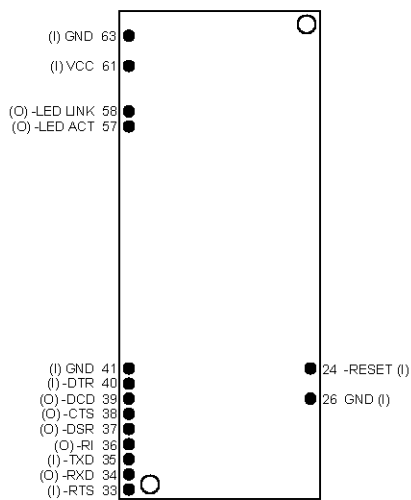 (I) GND 63
(I) VCC 61
(O) -LED LINK 58
(O) -LED ACT 57
(I) GND 41
(I) -DTR 40
(O) -DCD 39
(O) -CTS 38
(O) -DSR 37
(O) -RI 36
(I) -TXD 35
(O) -RXD 34
(I) -RTS 33
24 -RESET (I)
26 GND (I)